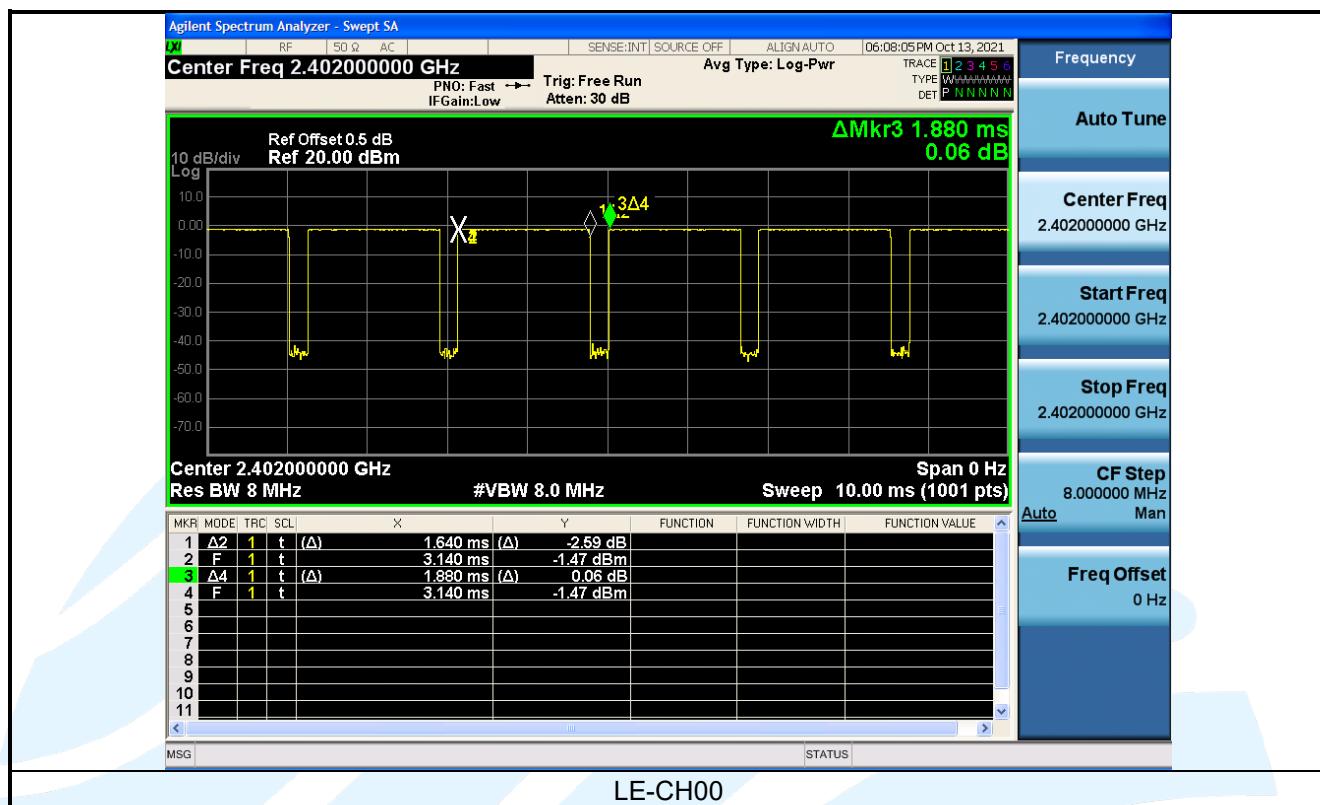 Agilent Spectrum Analyzer - Swept SA
LXI RF 50 Ω AC SENSE:INT SOURCE OFF ALIGN AUTO 06:08:05 PM Oct 13, 2021
Center Freq 2.402000000 GHz
Avg Type: Log-Pwr
TRACE 1 2 3 4 5 6
PNO: Fast
Trig: Free Run
TYPE
IFGain:Low
Atten: 30 dB
DET P N N N N N
ΔMkr3 1.880 ms
0.06 dB
Ref Offset 0.5 dB
10 dB/div Ref 20.00 dBm
Log
10.0
0.00
-10.0
-20.0
-30.0
-40.0
-50.0
-60.0
-70.0
3Δ4
Center 2.402000000 GHz Span 0 Hz
Res BW 8 MHz #VBW 8.0 MHz Sweep 10.00 ms (1001 pts)
MKR MODE TRC SCL X Y FUNCTION FUNCTION WIDTH FUNCTION VALUE
1 Δ2 1 t (Δ) 1.640 ms (Δ) -2.59 dB
2 F 1 t 3.140 ms -1.47 dBm
3 Δ4 1 t (Δ) 1.880 ms (Δ) 0.06 dB
4 F 1 t 3.140 ms -1.47 dBm
5
6
7
8
9
10
11
MSG STATUS
Frequency
Auto Tune
Center Freq
2.402000000 GHz
Start Freq
2.402000000 GHz
Stop Freq
2.402000000 GHz
CF Step
8.000000 MHz
Auto Man
Freq Offset
0 Hz
LE-CH00